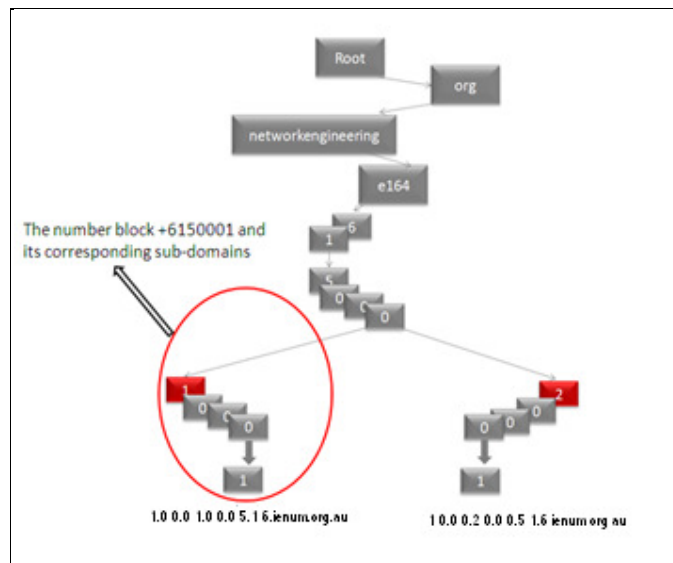 Root
org
networkengineering
e164
6
1
The number block +6150001 and
its corresponding sub-domains
5
0
0
0
1
0
0
0
1
2
0
0
0
1
1.0 0.0 1.0 0.0 5.1 6.ienum.org.au
1 0.0 0.2 0.0 0.5 1.6 ienum org au